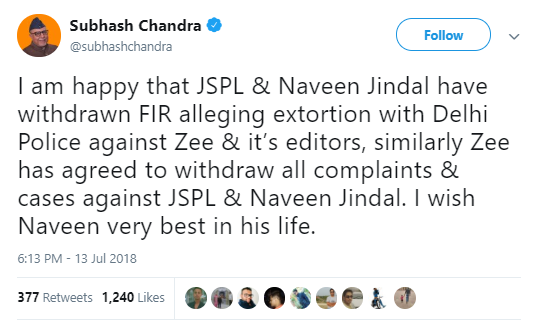 Subhash Chandra
@subhashchandra
Follow
I am happy that JSPL & Naveen Jindal have
withdrawn FIR alleging extortion with Delhi
Police against Zee & it's editors, similarly Zee
has agreed to withdraw all complaints &
cases against JSPL & Naveen Jindal. I wish
Naveen very best in his life.
6:13 PM - 13 Jul 2018
377 Retweets 1,240 Likes